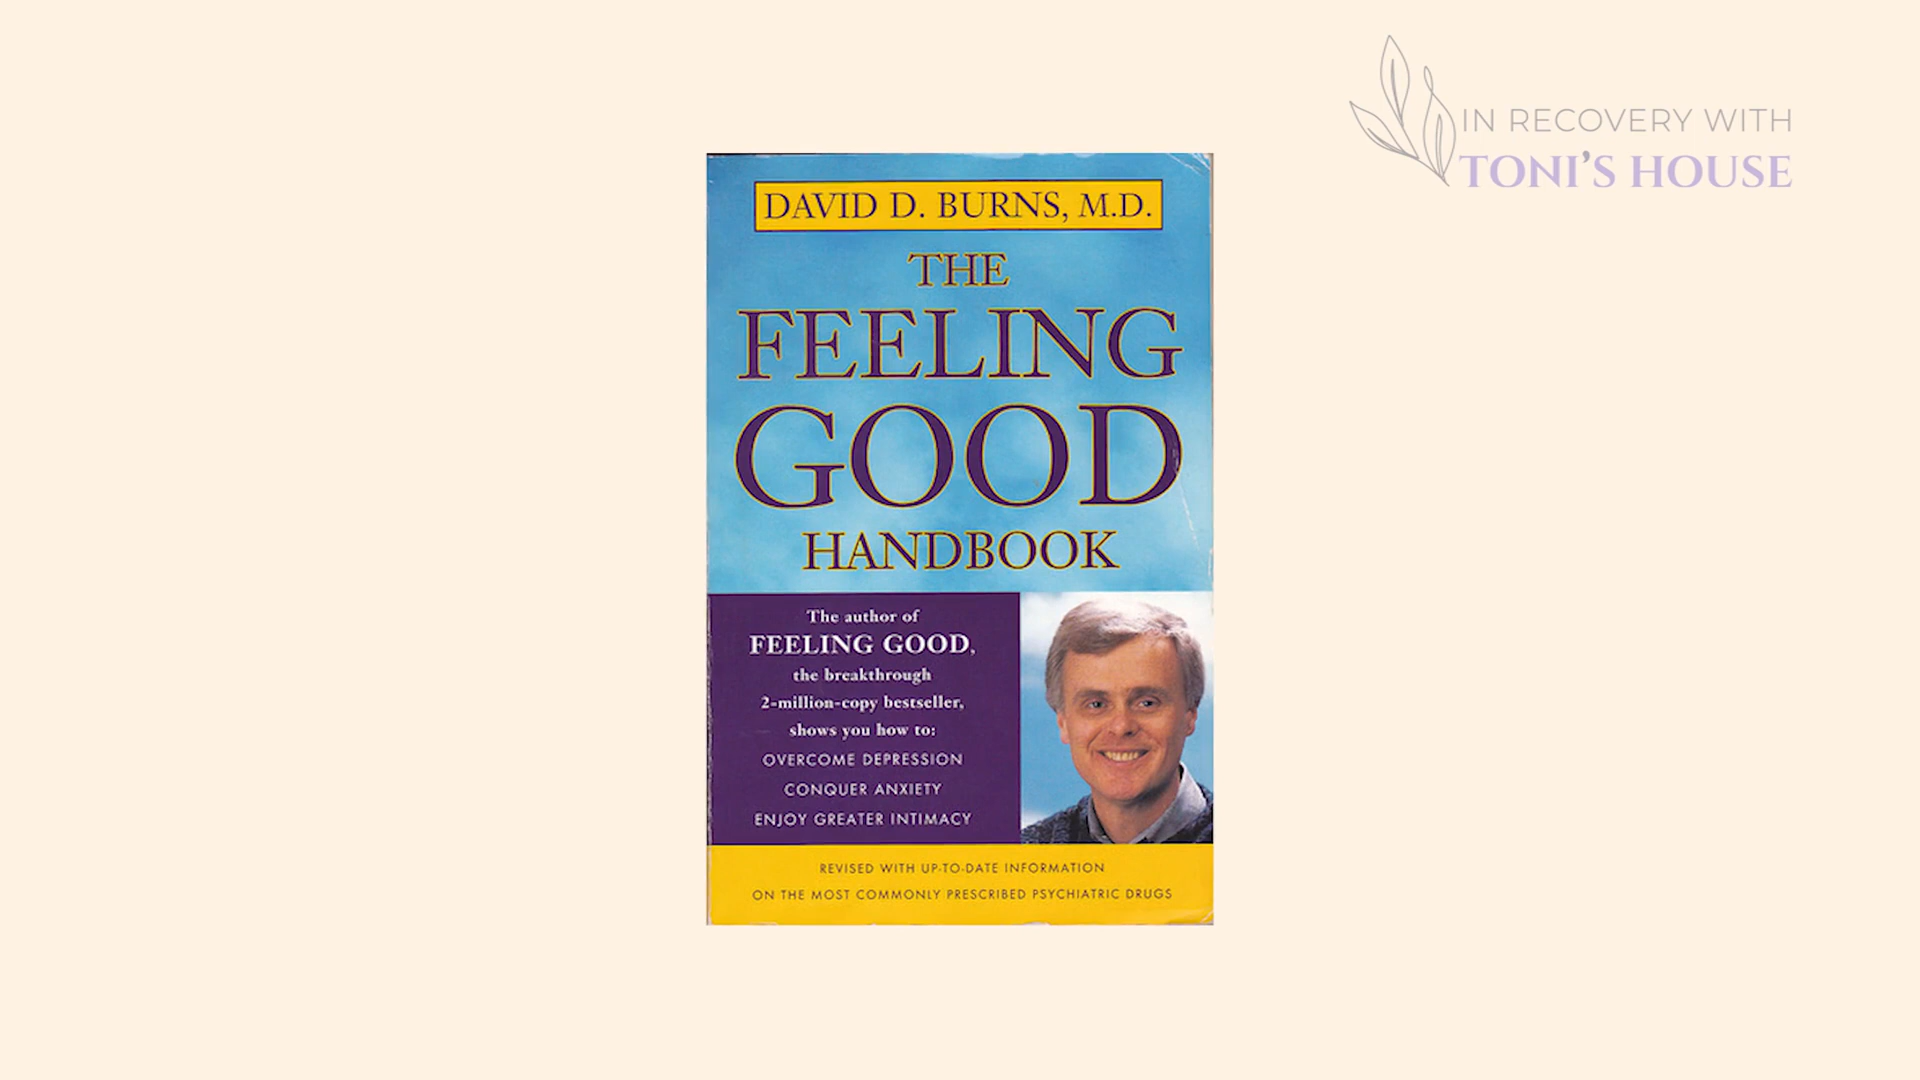 IN RECOVERY WITH
TONI'S HOUSE
DAVID D. BURNS, M.D.
THE
FEELING
GOOD
HANDBOOK
The author of
FEELING GOOD,
the breakthrough
2-million-copy bestseller,
shows you how to:
OVERCOME DEPRESSION
CONQUER ANXIETY
ENJOY GREATER INTIMACY
REVISED WITH UP-TO-DATE INFORMATION
ON THE MOST COMMONLY PRESCRIBED PSYCHIATRIC DRUGS